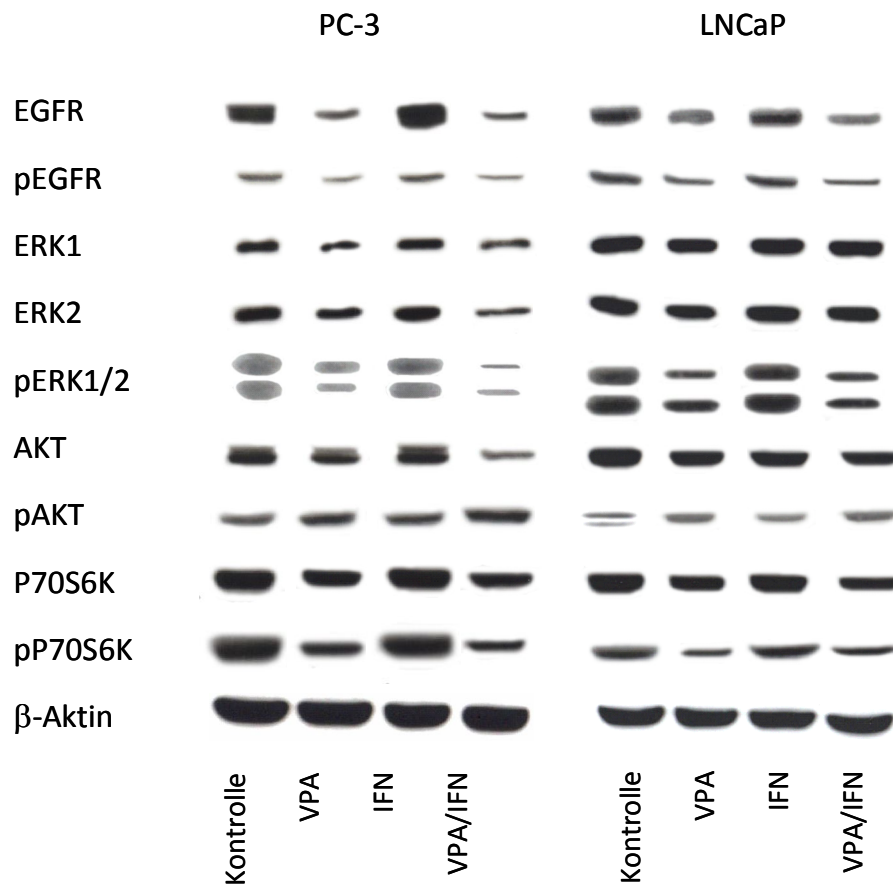 PC-3 LNCaP
EGFR
pEGFR
ERK1
ERK2
pERK1/2
AKT
pAKT
P70S6K
pP70S6K
β-Aktin
Kontrolle VPA IFN VPA/IFN Kontrolle VPA IFN VPA/IFN